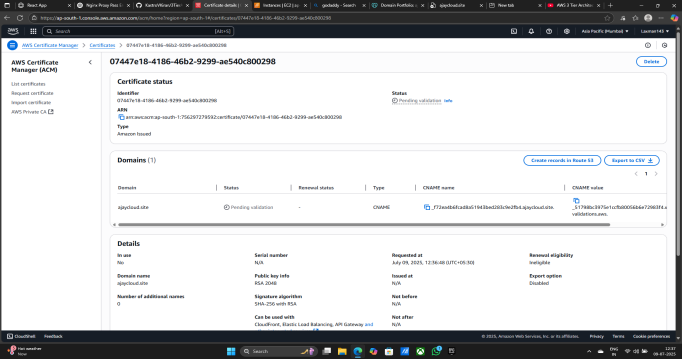 React App
Nginx Proxy Pass S
KastroVKiran/3Tier
Certificate details |
Instances | EC2 | ap
godaddy - Search
Domain Portfolio
ajaycloud.site
New tab
AWS 3 Tier Archite
https://ap-south-1.console.aws.amazon.com/acm/home?region=ap-south-1#/certificates/07447e18-4186-46b2-9299-ae540c800298
aws
Search
[Alt+S]
Asia Pacific (Mumbai)
Laxman145
AWS Certificate Manager
Certificates
07447e18-4186-46b2-9299-ae540c800298
AWS Certificate Manager (ACM)
List certificates
Request certificate
Import certificate
AWS Private CA
07447e18-4186-46b2-9299-ae540c800298
Delete
Certificate status
Identifier
07447e18-4186-46b2-9299-ae540c800298
Status
Pending validation Info
ARN
arn:aws:acm:ap-south-1:756297279592:certificate/07447e18-4186-46b2-9299-ae540c800298
Type
Amazon Issued
Domains (1)
Create records in Route 53
Export to CSV
1
Domain
Status
Renewal status
Type
CNAME name
CNAME value
ajaycloud.site
Pending validation
-
CNAME
_f72ea4b6fcad8a51943bed283c9e2fb4.ajaycloud.site.
_51798bc3975e1ccfb80056b6e72983f4.x
validations.aws.
Details
In use
No
Serial number
N/A
Requested at
July 09, 2025, 12:36:48 (UTC+05:30)
Renewal eligibility
Ineligible
Domain name
ajaycloud.site
Public key info
RSA 2048
Issued at
N/A
Export option
Disabled
Number of additional names
0
Signature algorithm
SHA-256 with RSA
Not before
N/A
Can be used with
CloudFront, Elastic Load Balancing, API Gateway and
Not after
N/A
CloudShell
Feedback
© 2025, Amazon Web Services, Inc. or its affiliates.
Privacy
Terms
Cookie preferences
Hot weather
Now
Search
ENG
IN
12:37
09-07-2025